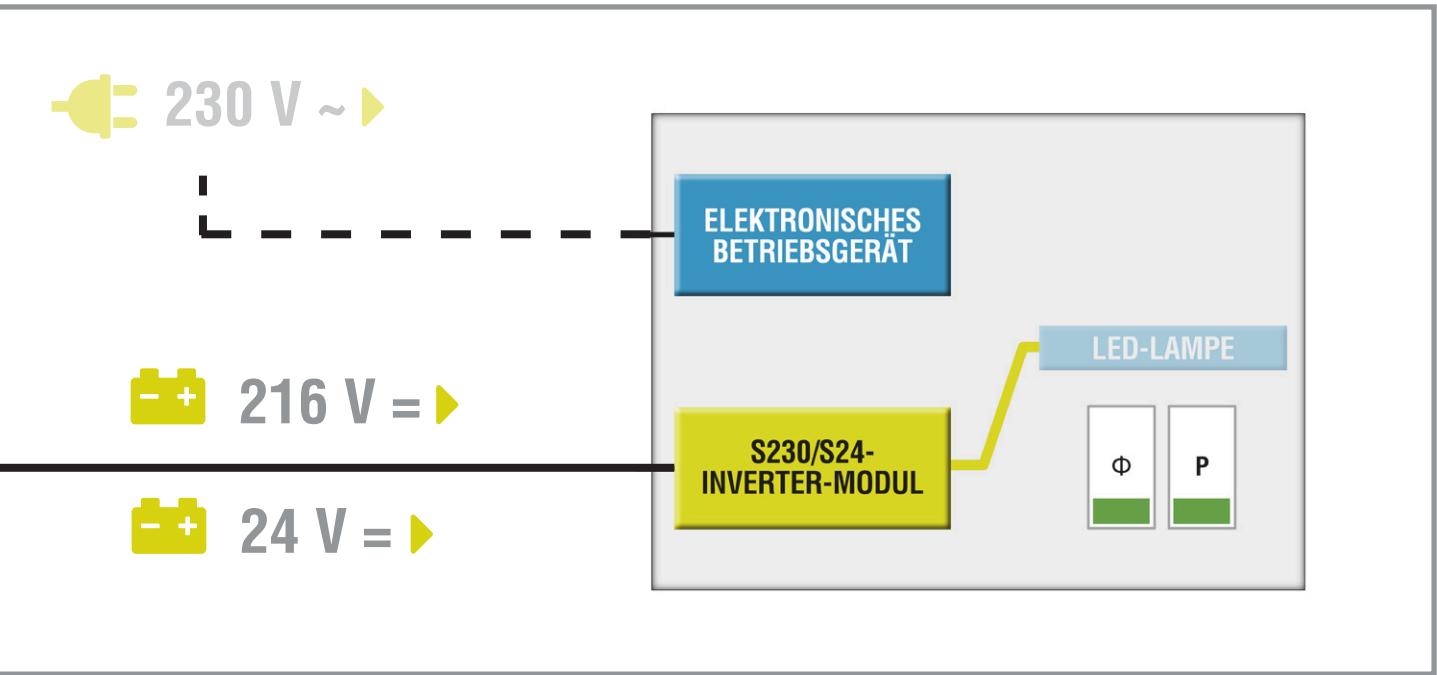 230 V ~
ELEKTRONISCHES
BETRIEBSGERÄT
LED-LAMPE
- + 216 V =
S230/S24-
INVERTER-MODUL
Φ P
- + 24 V =